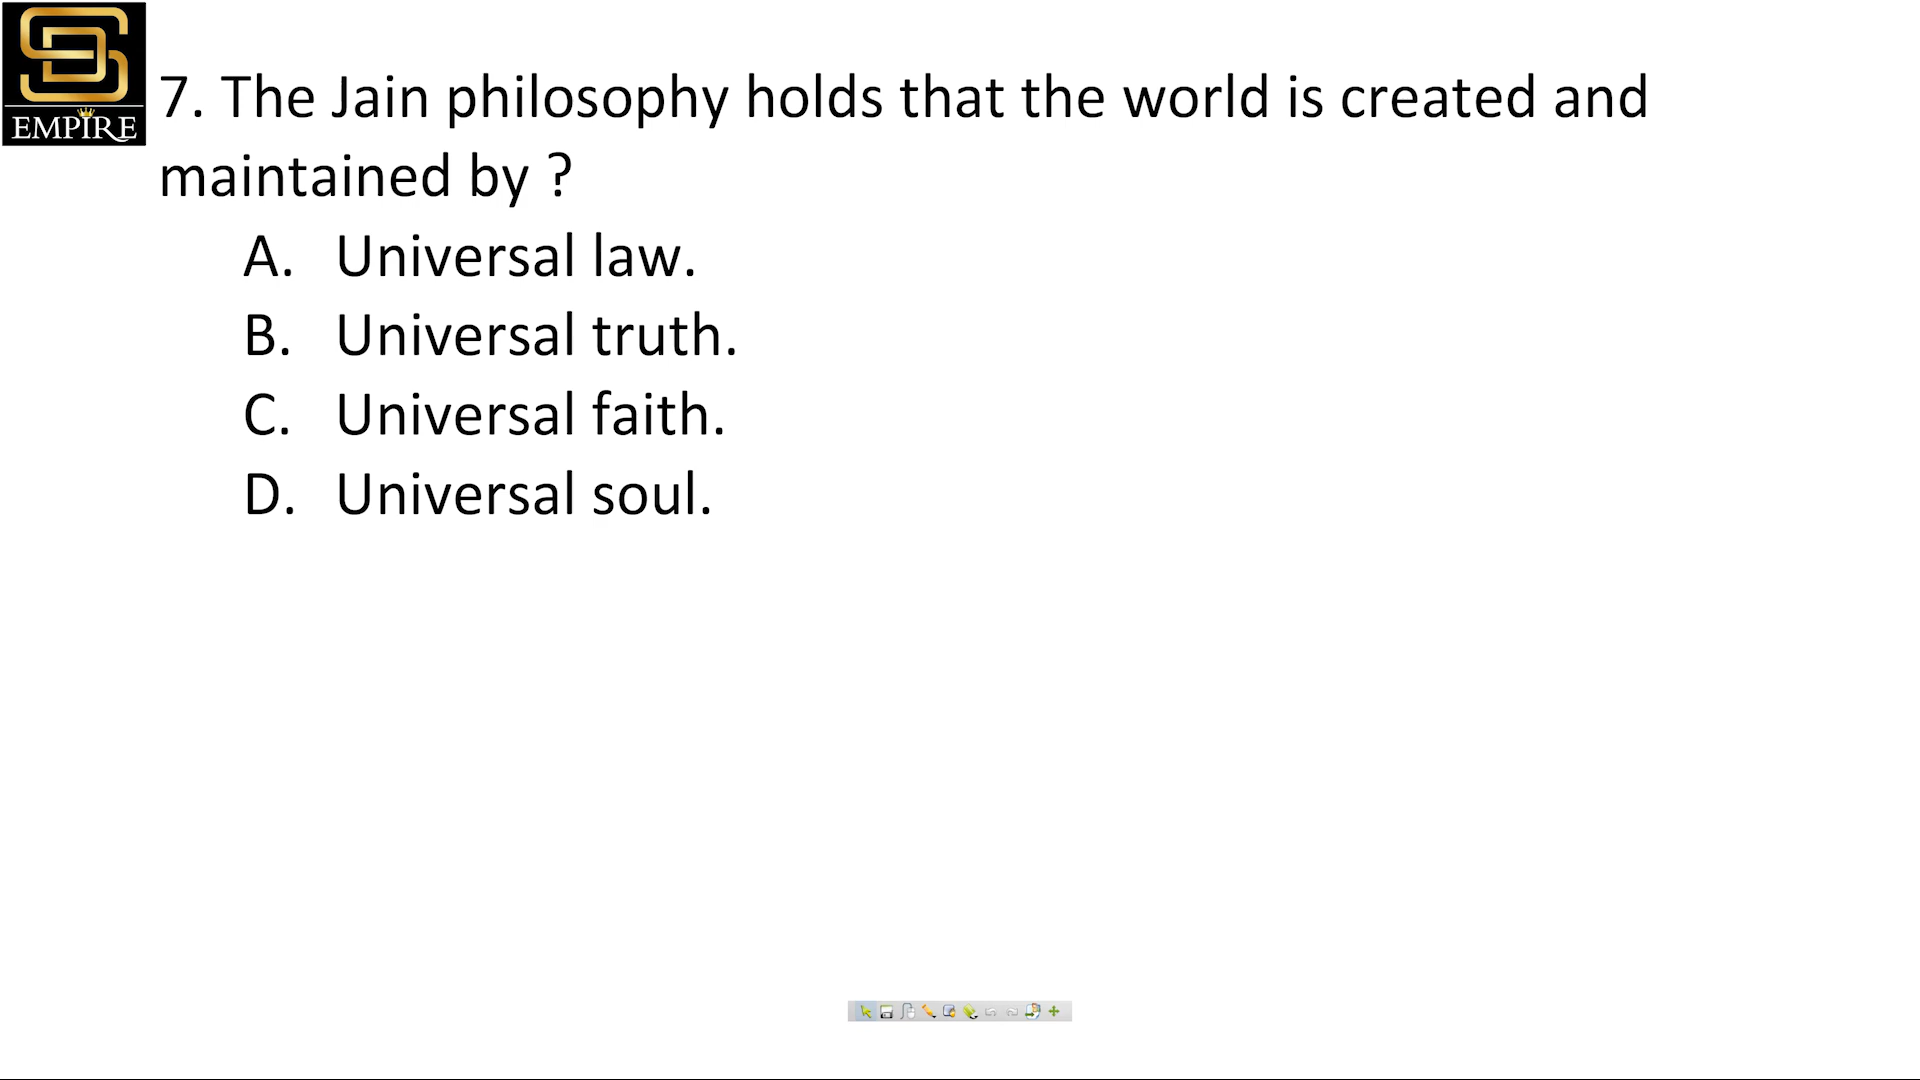 EMPIRE
7. The Jain philosophy holds that the world is created and
maintained by ?
A. Universal law.
B. Universal truth.
C. Universal faith.
D. Universal soul.